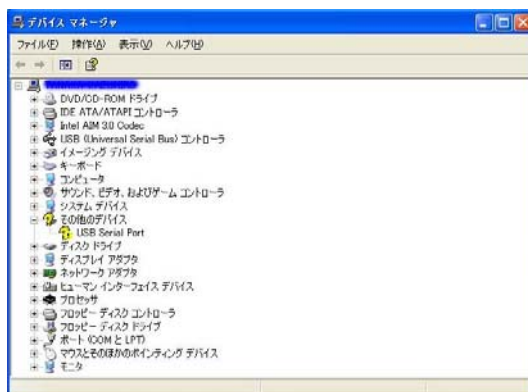 デバイス マネージャ
ファイル(F) 操作(A) 表示(V) ヘルプ(H)
DVD/CD-ROM ドライブ
IDE ATA/ATAPI コントローラ
Intel AIM 3.0 Codec
USB (Universal Serial Bus) コントローラ
イメージング デバイス
キーボード
コンピュータ
サウンド、ビデオ、およびゲーム コントローラ
システム デバイス
その他のデバイス
USB Serial Port
ディスク ドライブ
ディスプレイ アダプタ
ネットワーク アダプタ
ヒューマン インターフェイス デバイス
プロセッサ
フロッピー ディスク コントローラ
フロッピー ディスク ドライブ
ポート (COM と LPT)
マウスとそのほかのポインティング デバイス
モニタ